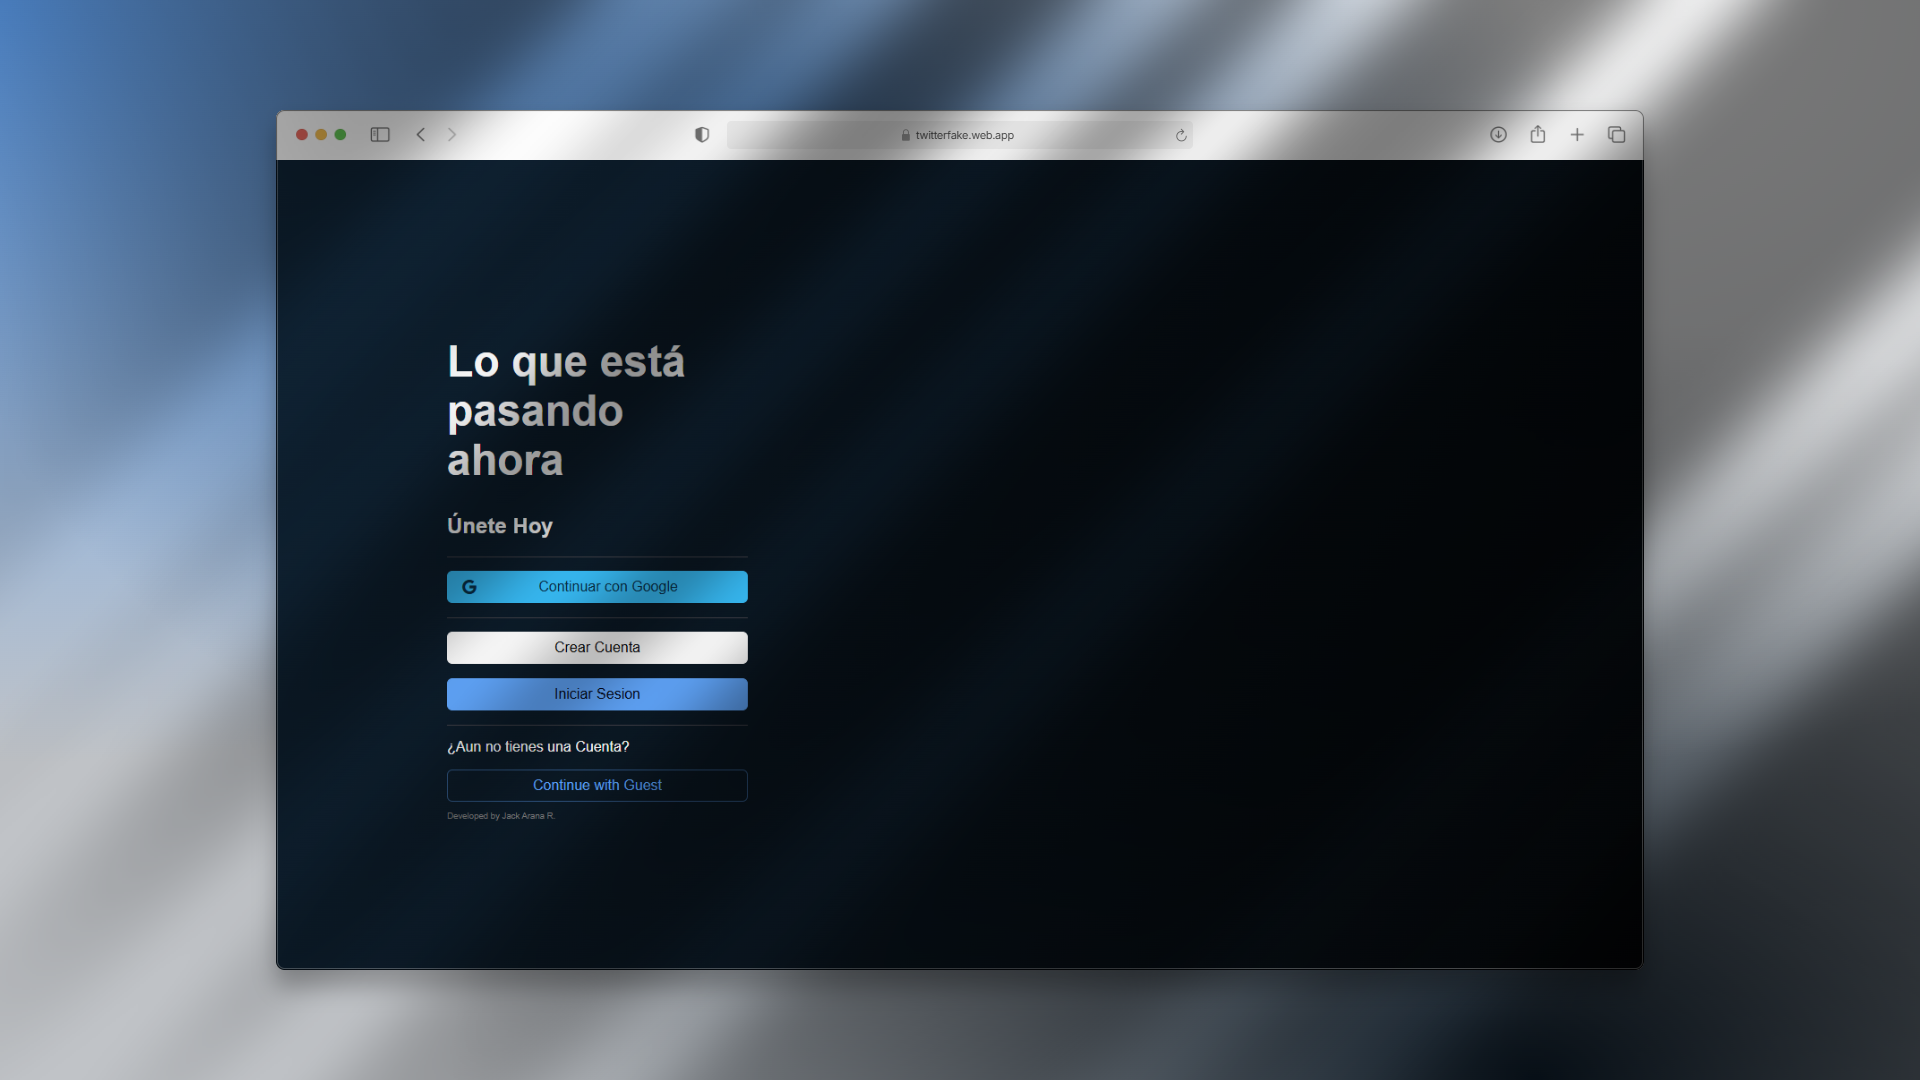 twitterfake.web.app
Lo que está
pasando
ahora
Únete Hoy
Continuar con Google
Crear Cuenta
Iniciar Sesion
¿Aun no tienes una Cuenta?
Continue with Guest
Developed by Jack Arana R.